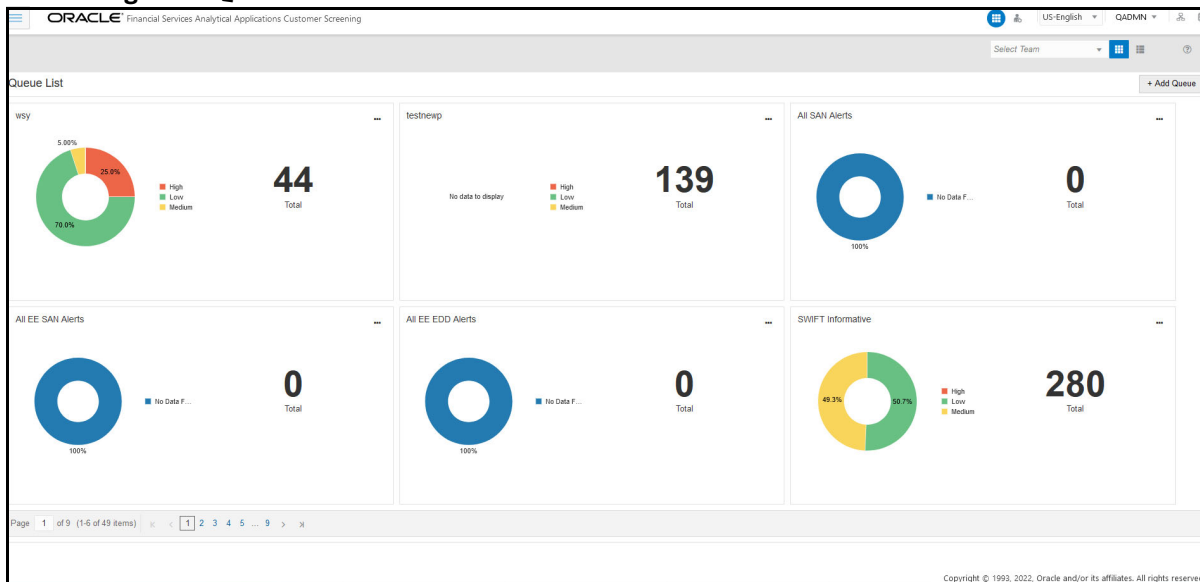 ORACLE Financial Services Analytical Applications Customer Screening
US-English
QADMN
Select Team
Queue List
+ Add Queue
wsy
5.00%
25.0%
70.0%
High
Low
Medium
44
Total
testnewp
No data to display
High
Low
Medium
139
Total
All SAN Alerts
100%
No Data F...
0
Total
All EE SAN Alerts
100%
No Data F...
0
Total
All EE EDD Alerts
100%
No Data F...
0
Total
SWIFT Informative
49.3%
50.7%
High
Low
Medium
280
Total
Page 1 of 9 (1-6 of 49 items) 1 2 3 4 5 ... 9
Copyright © 1993, 2022, Oracle and/or its affiliates. All rights reserved